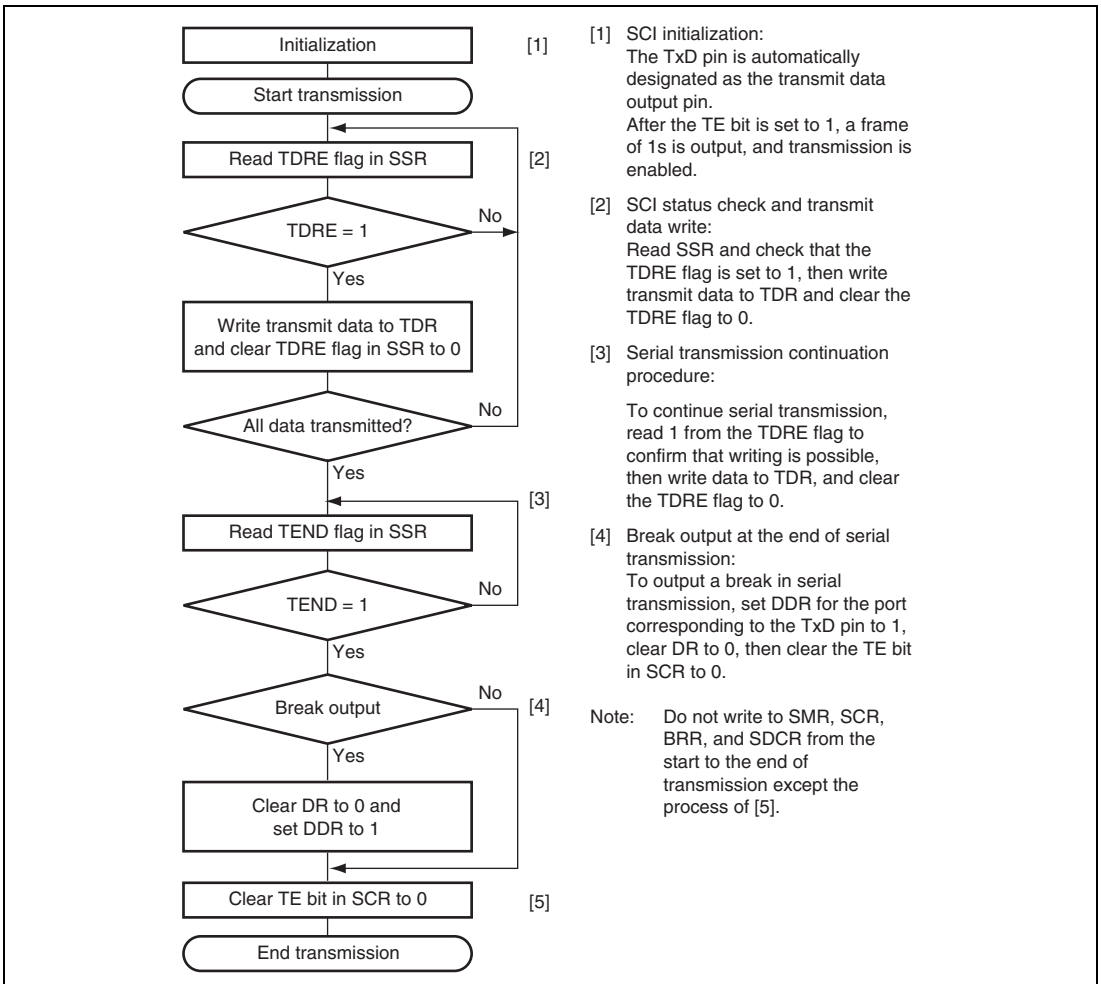 Initialization
[1]
Start transmission
Read TDRE flag in SSR
[2]
TDRE = 1
No
Yes
Write transmit data to TDR
and clear TDRE flag in SSR to 0
All data transmitted?
No
Yes
[3]
Read TEND flag in SSR
TEND = 1
No
Yes
Break output
No
[4]
Yes
Clear DR to 0 and
set DDR to 1
Clear TE bit in SCR to 0
[5]
End transmission
[1] SCI initialization:
The TxD pin is automatically
designated as the transmit data
output pin.
After the TE bit is set to 1, a frame
of 1s is output, and transmission is
enabled.
[2] SCI status check and transmit
data write:
Read SSR and check that the
TDRE flag is set to 1, then write
transmit data to TDR and clear the
TDRE flag to 0.
[3] Serial transmission continuation
procedure:
To continue serial transmission,
read 1 from the TDRE flag to
confirm that writing is possible,
then write data to TDR, and clear
the TDRE flag to 0.
[4] Break output at the end of serial
transmission:
To output a break in serial
transmission, set DDR for the port
corresponding to the TxD pin to 1,
clear DR to 0, then clear the TE bit
in SCR to 0.
Note: Do not write to SMR, SCR,
BRR, and SDCR from the
start to the end of
transmission except the
process of [5].